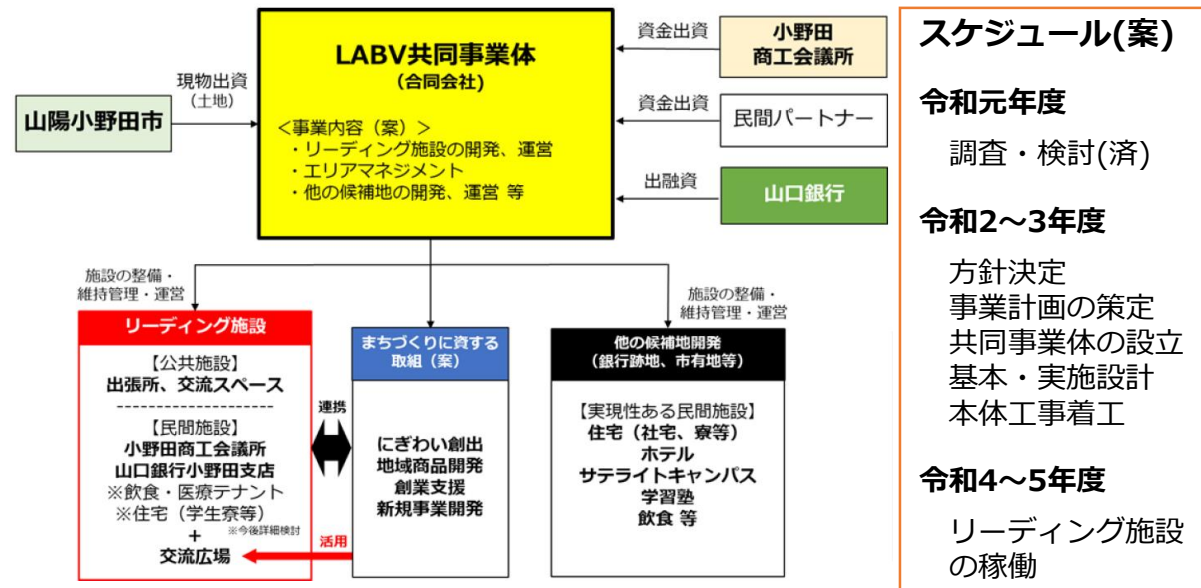 山陽小野田市
現物出資
（土地）
LABV共同事業体
(合同会社)
＜事業内容（案）＞
・リーディング施設の開発、運営
・エリアマネジメント
・他の候補地の開発、運営 等
資金出資
小野田
商工会議所
資金出資
民間パートナー
出融資
山口銀行
施設の整備・
維持管理・運営
施設の整備・
維持管理・運営
リーディング施設
【公共施設】
出張所、交流スペース
--------------------
【民間施設】
小野田商工会議所
山口銀行小野田支店
※飲食・医療テナント
※住宅（学生寮等）
※今後詳細検討
+
交流広場
連携
活用
まちづくりに資する
取組（案）
にぎわい創出
地域商品開発
創業支援
新規事業開発
他の候補地開発
（銀行跡地、市有地等）
【実現性ある民間施設】
住宅（社宅、寮等）
ホテル
サテライトキャンパス
学習塾
飲食 等
スケジュール(案)
令和元年度
調査・検討(済)
令和2～3年度
方針決定
事業計画の策定
共同事業体の設立
基本・実施設計
本体工事着工
令和4～5年度
リーディング施設
の稼働